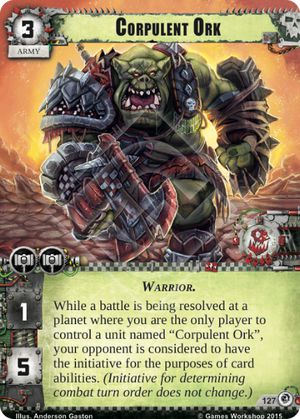 3
CORPULENT ORK
ARMY
1
5
WARRIOR.
While a battle is being resolved at a
planet where you are the only player to
control a unit named “Corpulent Ork”,
your opponent is considered to have
the initiative for the purposes of card
abilities. (Initiative for determining
combat turn order does not change.)
127
Illus. Anderson Gaston
© Games Workshop 2015